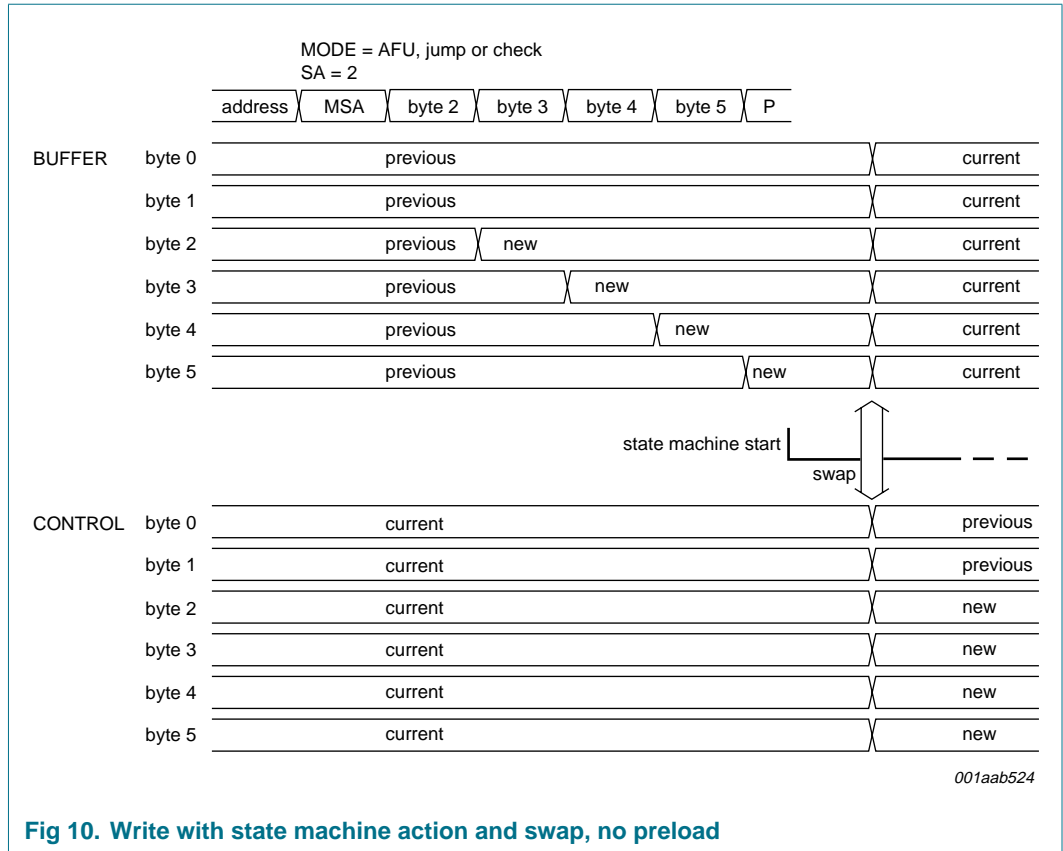 MODE = AFU, jump or check
SA = 2
address MSA byte 2 byte 3 byte 4 byte 5 P
BUFFER byte 0 previous current
byte 1 previous current
byte 2 previous new current
byte 3 previous new current
byte 4 previous new current
byte 5 previous new current
state machine start
swap
CONTROL byte 0 current previous
byte 1 current previous
byte 2 current new
byte 3 current new
byte 4 current new
byte 5 current new
001aab524
Fig 10. Write with state machine action and swap, no preload